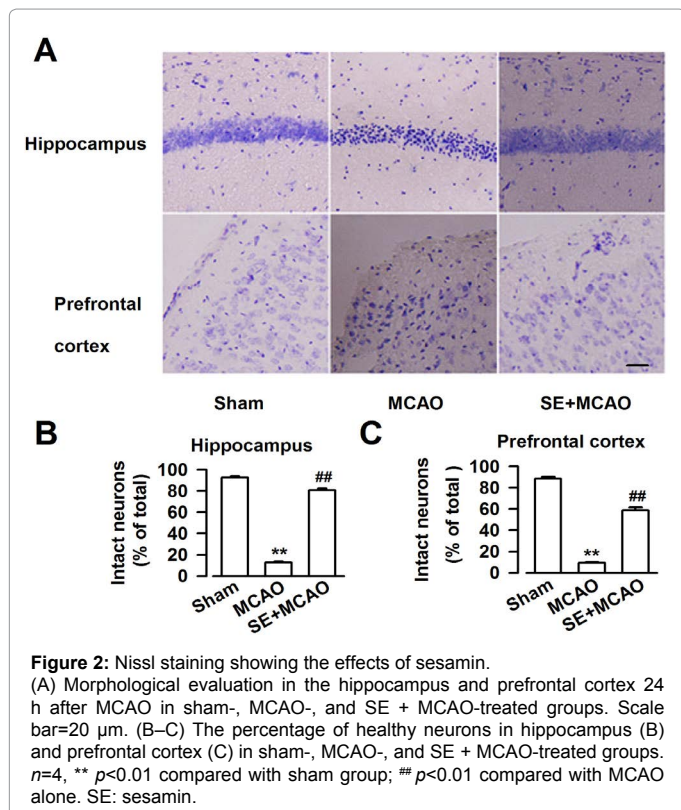 A
Hippocampus
Prefrontal
cortex
Sham MCAO SE+MCAO
B
Hippocampus
Intact neurons
(% of total)
100
80
60
40
20
0
**
##
Sham
MCAO
SE+MCAO
C
Prefrontal cortex
Intact neurons
(% of total )
100
80
60
40
20
0
**
##
Sham
MCAO
SE+MCAO
Figure 2: Nissl staining showing the effects of sesamin.
(A) Morphological evaluation in the hippocampus and prefrontal cortex 24
h after MCAO in sham-, MCAO-, and SE + MCAO-treated groups. Scale
bar=20 µm. (B–C) The percentage of healthy neurons in hippocampus (B)
and prefrontal cortex (C) in sham-, MCAO-, and SE + MCAO-treated groups.
n=4, ** p<0.01 compared with sham group; ## p<0.01 compared with MCAO
alone. SE: sesamin.